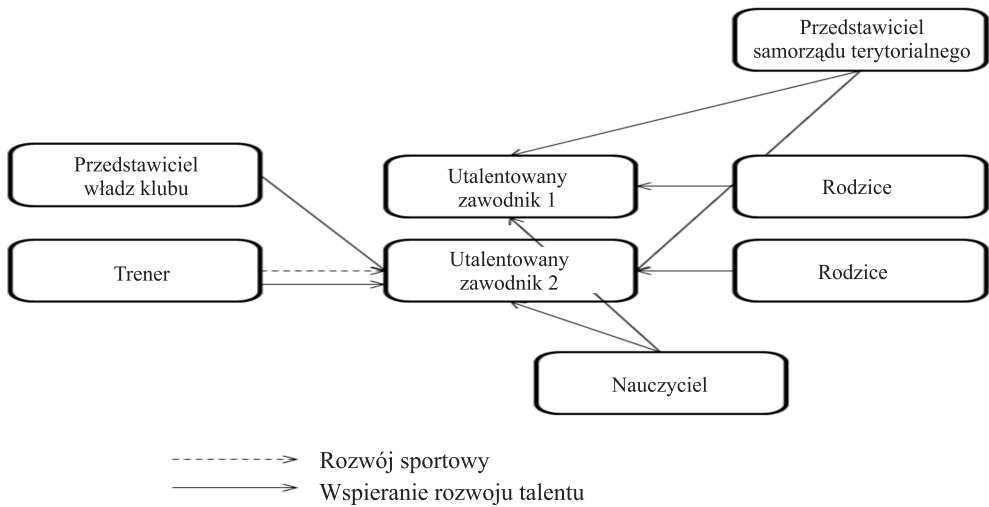 Przedstawiciel
samorządu terytorialnego
Przedstawiciel
władz klubu
Utalentowany
zawodnik 1
Rodzice
Trener
Utalentowany
zawodnik 2
Rodzice
Nauczyciel
Rozwój sportowy
Wspieranie rozwoju talentu